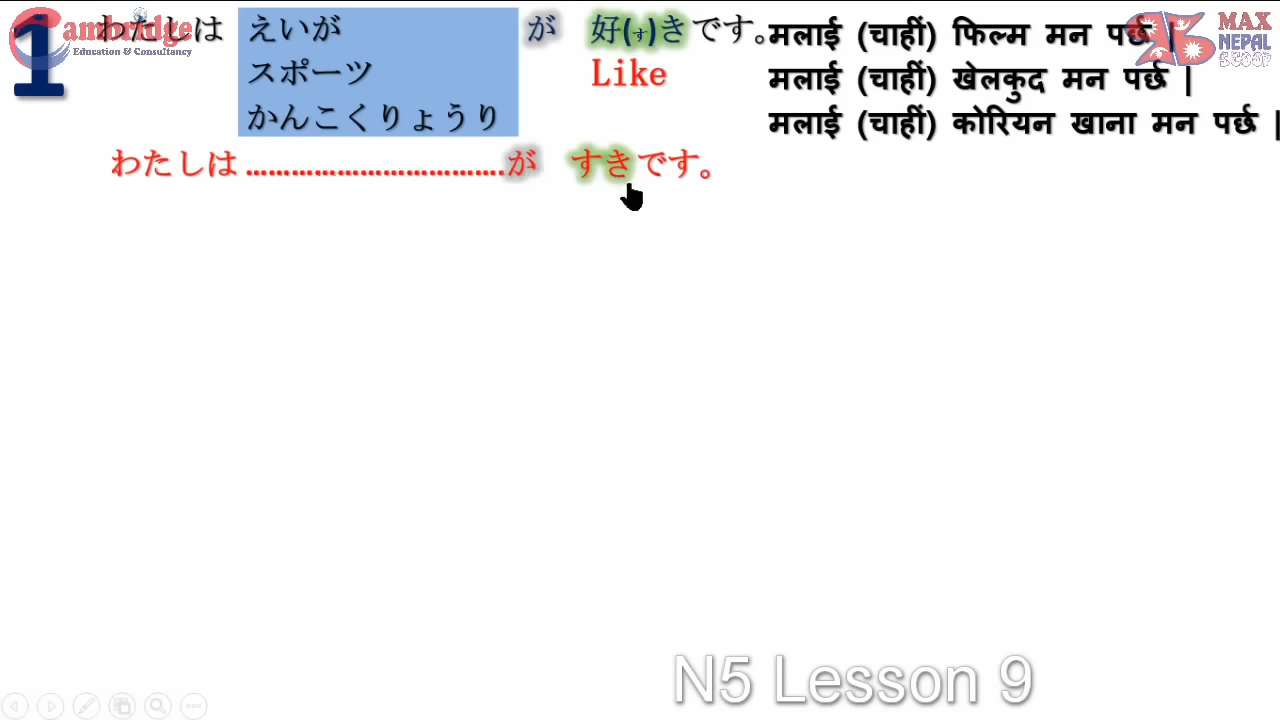 1
Cambridge
Education & Consultancy
わたしは えいが が 好(す)きです。 मलाई (चाहीं) फिल्म मन पर्छ |
スポーツ Like मलाई (चाहीं) खेलकुद मन पर्छ |
かんこくりょうり मलाई (चाहीं) कोरियन खाना मन पर्छ |
わたしは ……………………………が すきです。
MAX
NEPAL
SCOOP
N5 Lesson 9